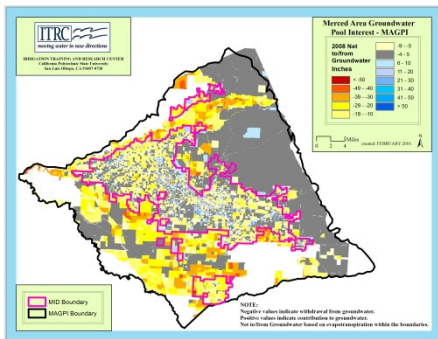 ITRC
moving water in new directions
IRRIGATION TRAINING AND RESEARCH CENTER
California Polytechnic State University
San Luis Obispo, CA 93407-0730
Merced Area Groundwater
Pool Interest - MAGPI
2008 Net
to/from
Groundwater
Inches
< -50
-49 - -40
-39 - -30
-29 - -20
-19 - -10
-9 - -5
-4 - 5
6 - 10
11 - 20
21 - 30
31 - 40
41 - 50
> 50
0 2 4 Miles
created: FEBRUARY 2010
MID Boundary
MAGPI Boundary
NOTE:
Negative values indicate withdrawal from groundwater.
Positive values indicate contribution to groundwater.
Net to/from Groundwater based on evapotranspiration within the boundaries.